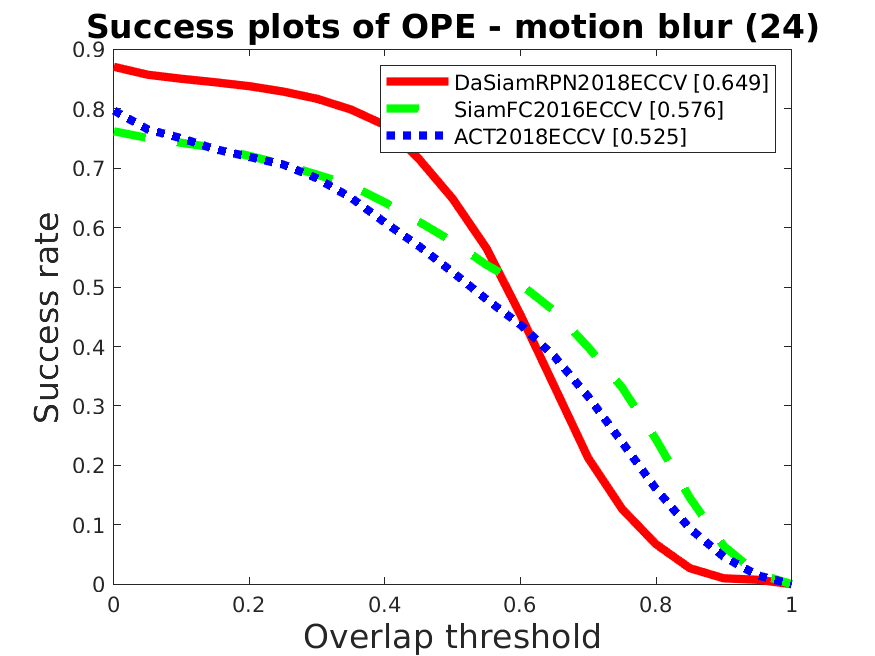 Success plots of OPE - motion blur (24)
DaSiamRPN2018ECCV [0.649]
SiamFC2016ECCV [0.576]
ACT2018ECCV [0.525]
Success rate
0.9
0.8
0.7
0.6
0.5
0.4
0.3
0.2
0.1
0
0 0.2 0.4 0.6 0.8 1
Overlap threshold